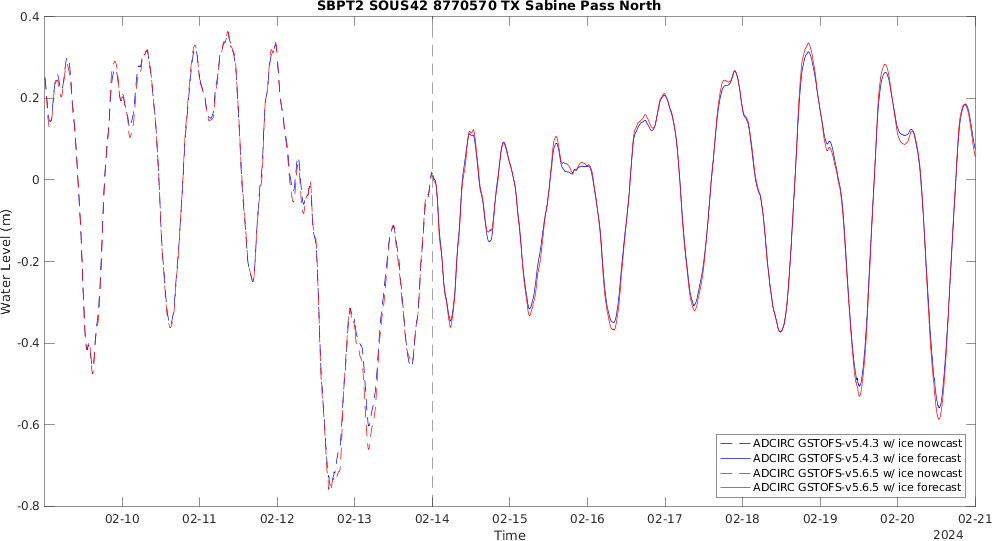 SBPT2 SOUS42 8770570 TX Sabine Pass North
0.4
0.2
0
-0.2
-0.4
-0.6
-0.8
Water Level (m)
02-10 02-11 02-12 02-13 02-14 02-15 02-16 02-17 02-18 02-19 02-20 02-21
Time
2024
ADCIRC GSTOFS-v5.4.3 w/ ice nowcast
ADCIRC GSTOFS-v5.4.3 w/ ice forecast
ADCIRC GSTOFS-v5.6.5 w/ ice nowcast
ADCIRC GSTOFS-v5.6.5 w/ ice forecast